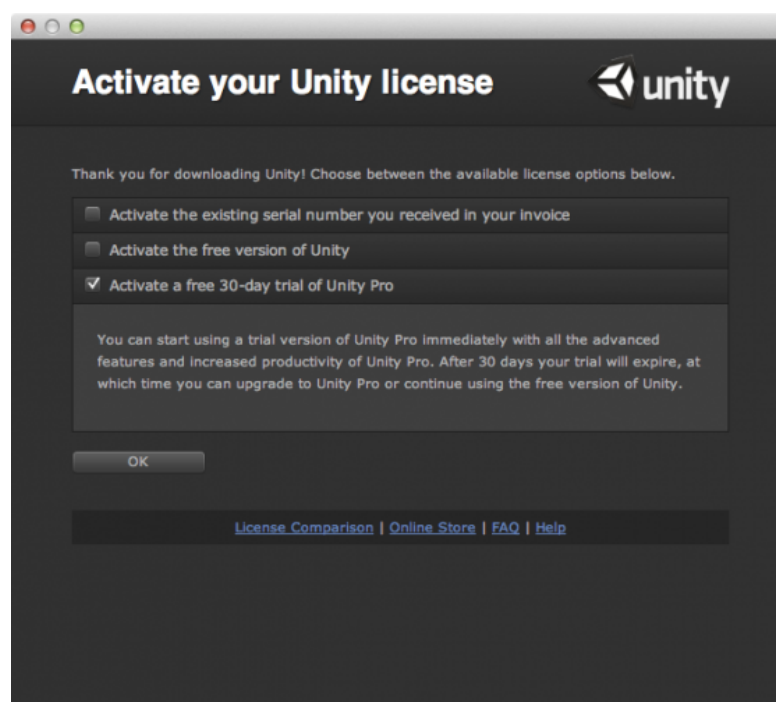 Activate your Unity license
unity
Thank you for downloading Unity! Choose between the available license options below.
Activate the existing serial number you received in your invoice
Activate the free version of Unity
Activate a free 30-day trial of Unity Pro
You can start using a trial version of Unity Pro immediately with all the advanced
features and increased productivity of Unity Pro. After 30 days your trial will expire, at
which time you can upgrade to Unity Pro or continue using the free version of Unity.
OK
License Comparison | Online Store | FAQ | Help